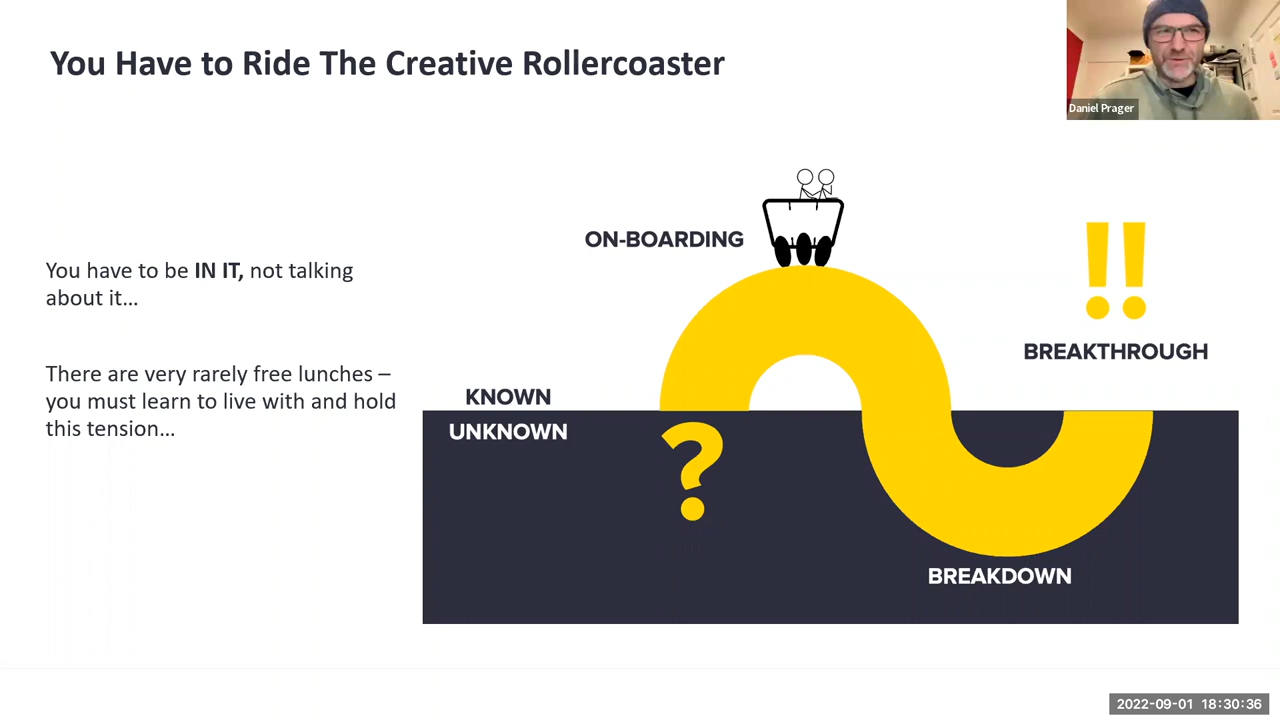 You Have to Ride The Creative Rollercoaster
Daniel Prager
ON-BOARDING
!!
You have to be IN IT, not talking
about it...
BREAKTHROUGH
There are very rarely free lunches –
you must learn to live with and hold
this tension...
KNOWN
UNKNOWN
?
BREAKDOWN
2022-09-01 18:30:36